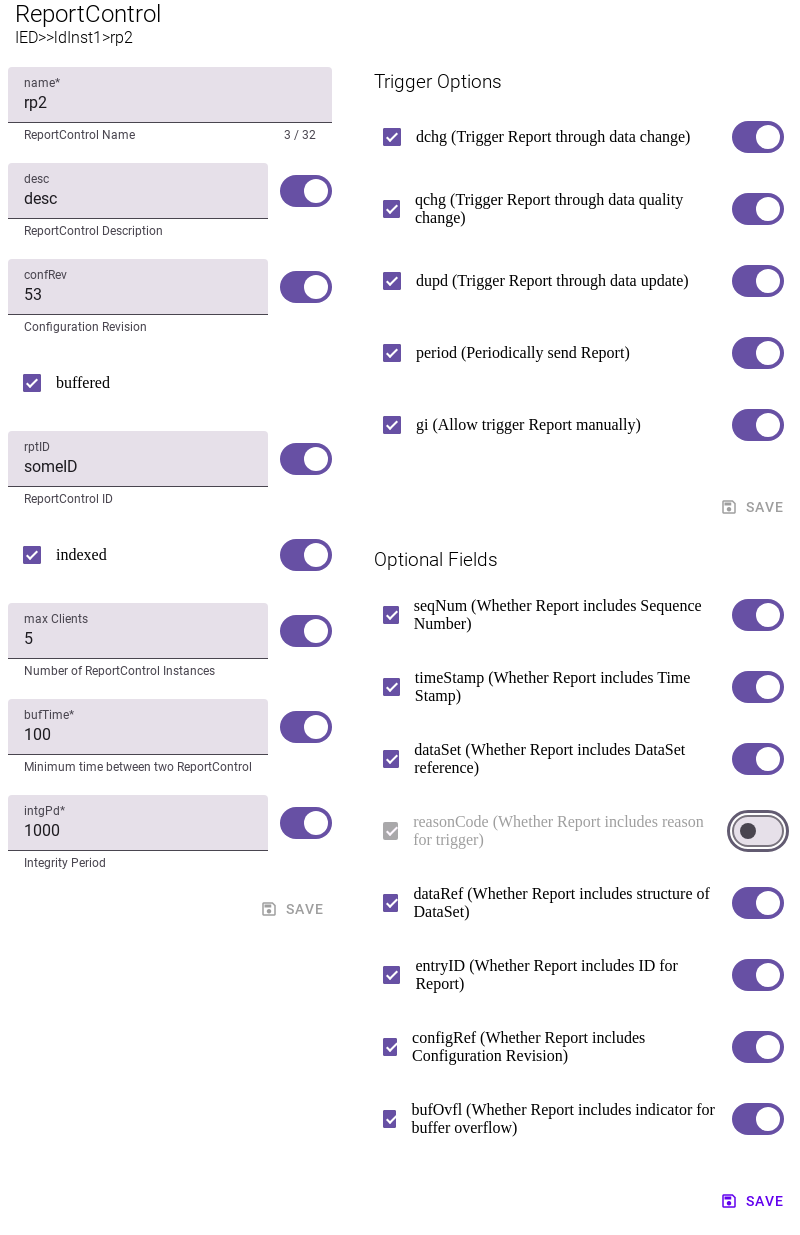 ReportControl
IED>>ldInst1>rp2
name*
rp2
ReportControl Name
3 / 32
desc
desc
ReportControl Description
confRev
53
Configuration Revision
buffered
rptID
someID
ReportControl ID
indexed
max Clients
5
Number of ReportControl Instances
bufTime*
100
Minimum time between two ReportControl
intgPd*
1000
Integrity Period
SAVE
Trigger Options
dchg (Trigger Report through data change)
qchg (Trigger Report through data quality
change)
dupd (Trigger Report through data update)
period (Periodically send Report)
gi (Allow trigger Report manually)
SAVE
Optional Fields
seqNum (Whether Report includes Sequence
Number)
timeStamp (Whether Report includes Time
Stamp)
dataSet (Whether Report includes DataSet
reference)
reasonCode (Whether Report includes reason
for trigger)
dataRef (Whether Report includes structure of
DataSet)
entryID (Whether Report includes ID for
Report)
configRef (Whether Report includes
Configuration Revision)
bufOvfl (Whether Report includes indicator for
buffer overflow)
SAVE